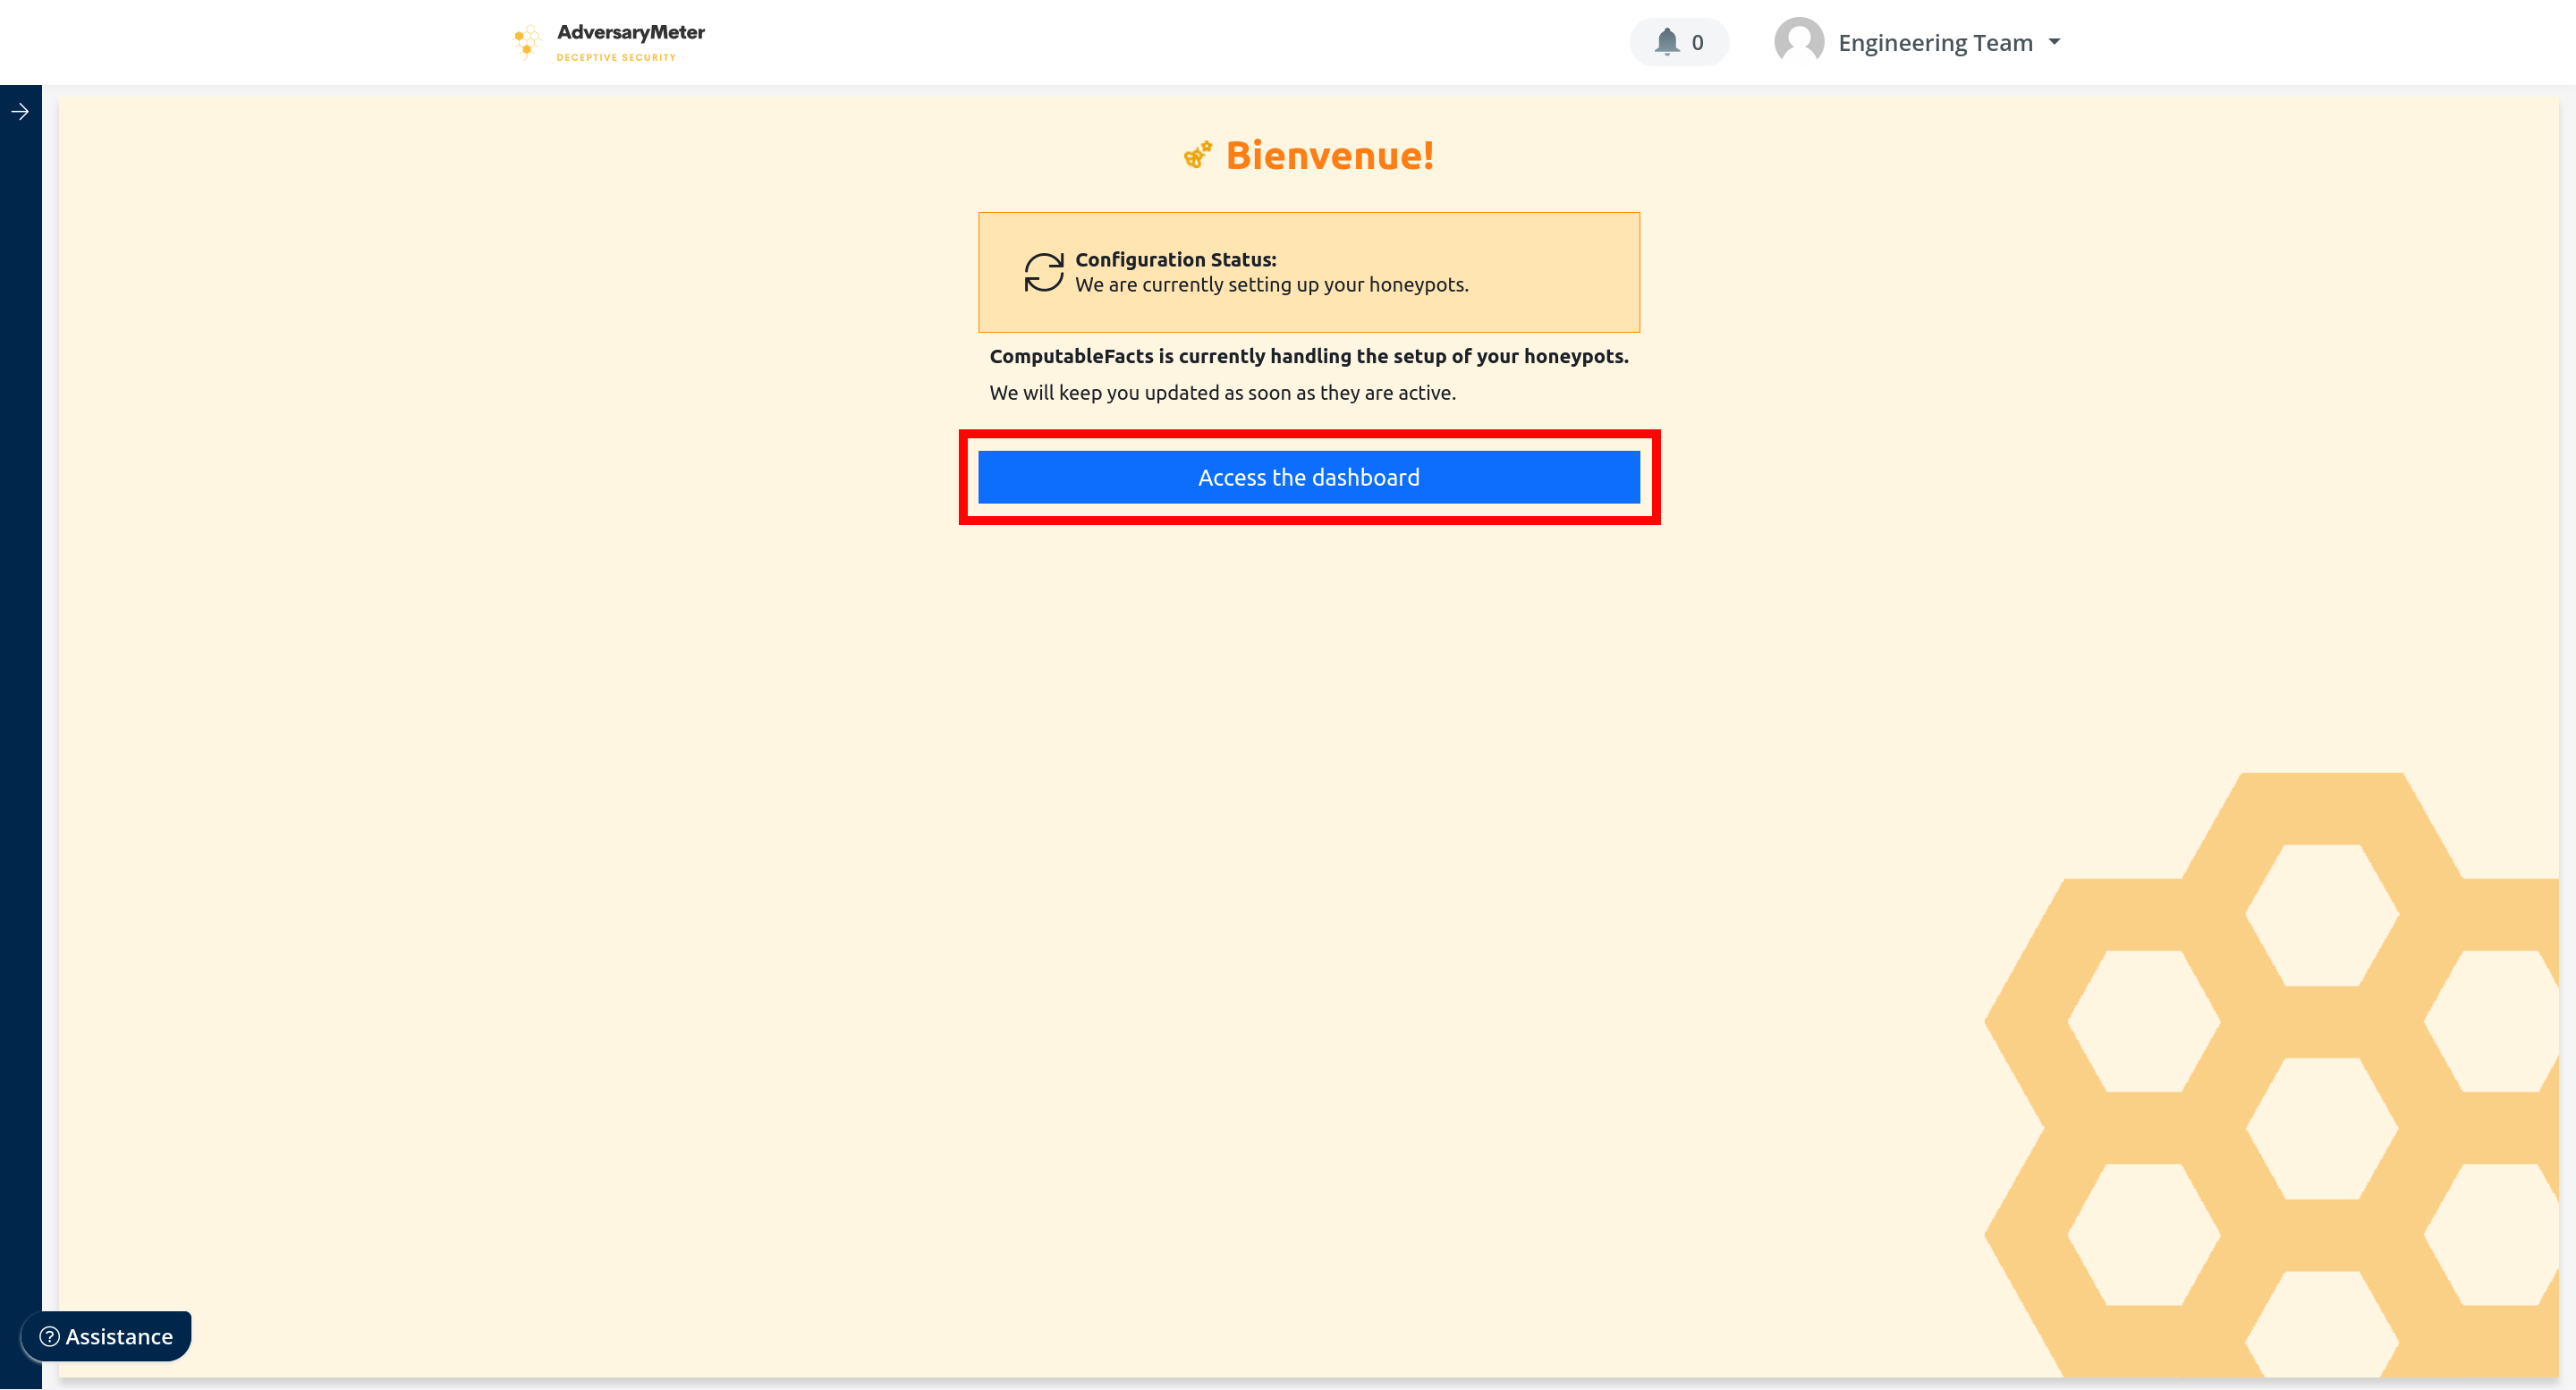 AdversaryMeter
DECEPTIVE SECURITY
0
Engineering Team
Bienvenue!
Configuration Status:
We are currently setting up your honeypots.
ComputableFacts is currently handling the setup of your honeypots.
We will keep you updated as soon as they are active.
Access the dashboard
Assistance